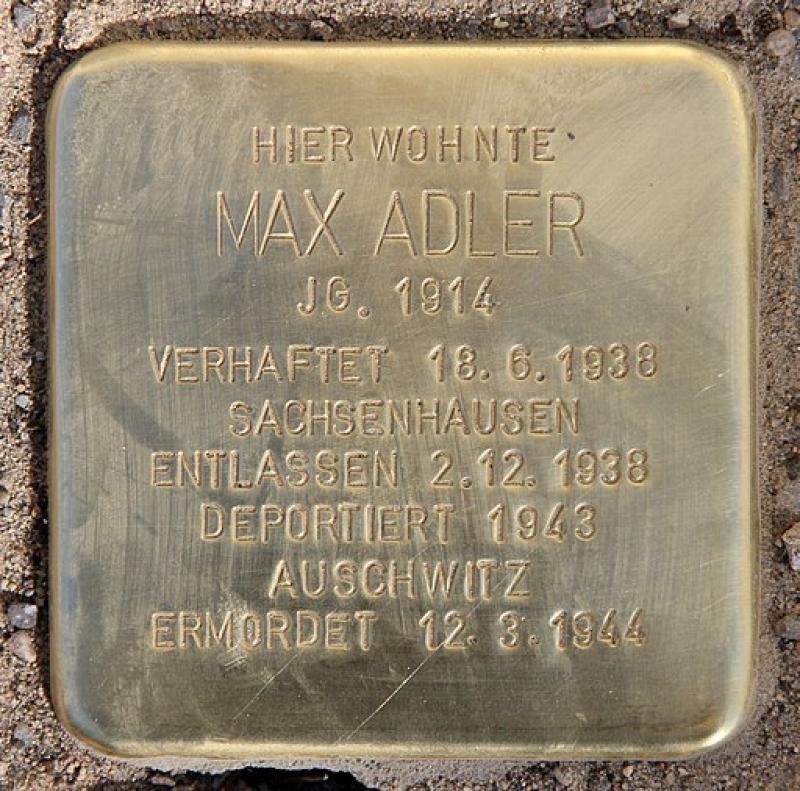 HIER WOHNTE
MAX ADLER
JG. 1914
VERHAFTET 18.6.1938
SACHSENHAUSEN
ENTLASSEN 2.12.1938
DEPORTIERT 1943
AUSCHWITZ
ERMORDET 12.3.1944